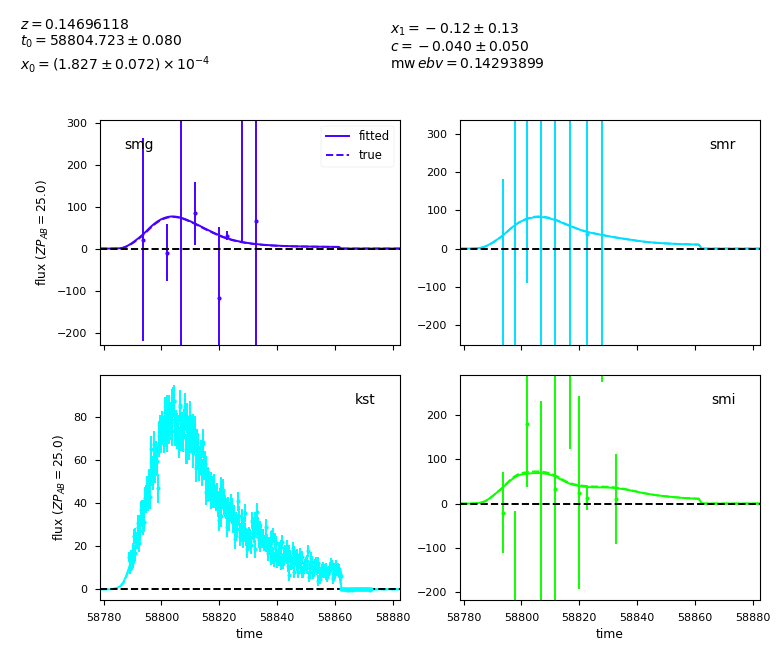 z = 0.14696118
t₀ = 58804.723 ± 0.080
x₀ = (1.827 ± 0.072) × 10⁻⁴
x₁ = −0.12 ± 0.13
c = −0.040 ± 0.050
mw ebv = 0.14293899
smg
fitted
true
300
200
100
0
−100
−200
flux (ZP_AB = 25.0)
smr
300
200
100
0
−100
−200
kst
80
60
40
20
0
flux (ZP_AB = 25.0)
58780 58800 58820 58840 58860 58880
time
smi
200
100
0
−100
−200
58780 58800 58820 58840 58860 58880
time